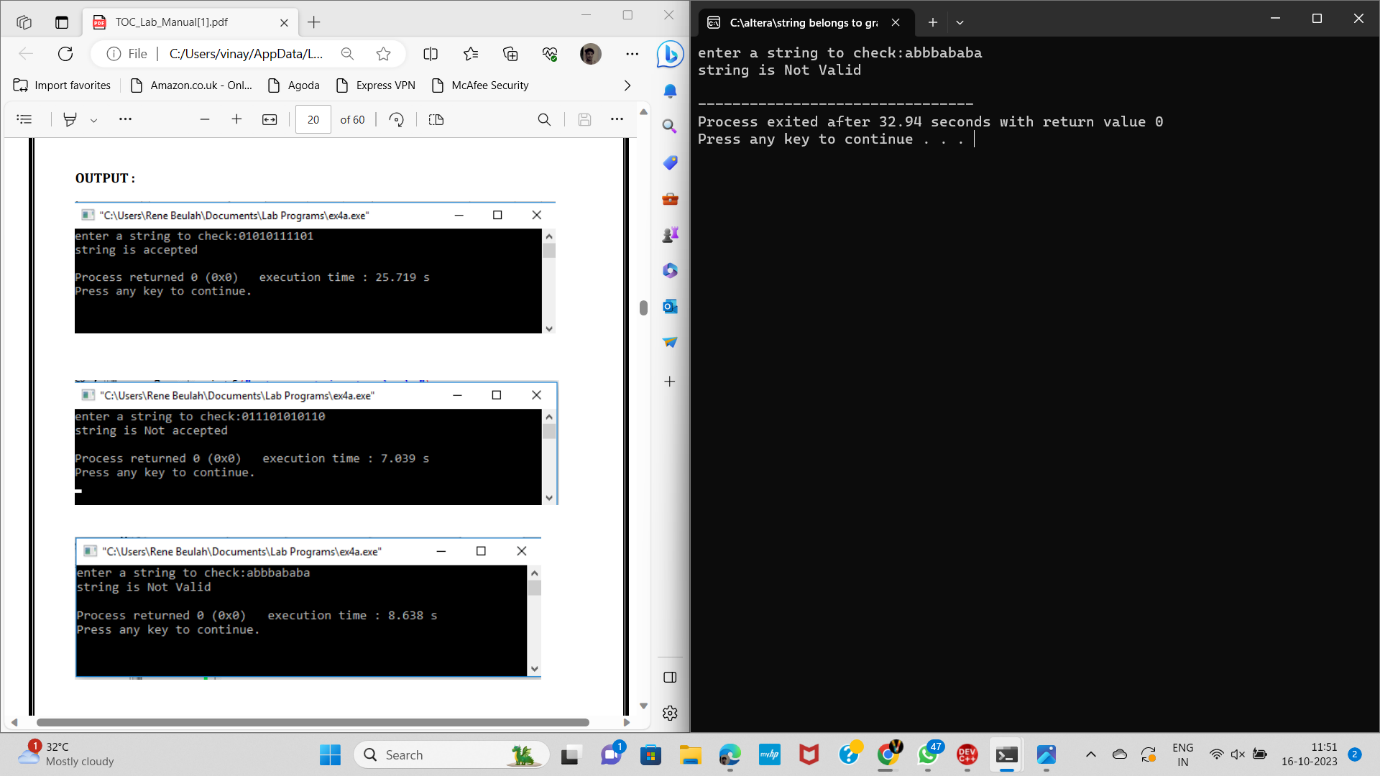 TOC_Lab_Manual[1].pdf
File
C:/Users/vinay/AppData/L...
Import favorites
Amazon.co.uk - Onl...
Agoda
Express VPN
McAfee Security
20 of 60
OUTPUT :
"C:\Users\Rene Beulah\Documents\Lab Programs\ex4a.exe"
enter a string to check:01010111101
string is accepted
Process returned 0 (0x0)   execution time : 25.719 s
Press any key to continue.
"C:\Users\Rene Beulah\Documents\Lab Programs\ex4a.exe"
enter a string to check:011101010110
string is Not accepted
Process returned 0 (0x0)   execution time : 7.039 s
Press any key to continue.
"C:\Users\Rene Beulah\Documents\Lab Programs\ex4a.exe"
enter a string to check:abbbababa
string is Not Valid
Process returned 0 (0x0)   execution time : 8.638 s
Press any key to continue.
C:\altera\string belongs to gra
enter a string to check:abbbababa
string is Not Valid
--------------------------------
Process exited after 32.94 seconds with return value 0
Press any key to continue . . .
1
32°C
Mostly cloudy
Search
1
myhp
V
47
DEV
C++
ENG
IN
11:51
16-10-2023
2